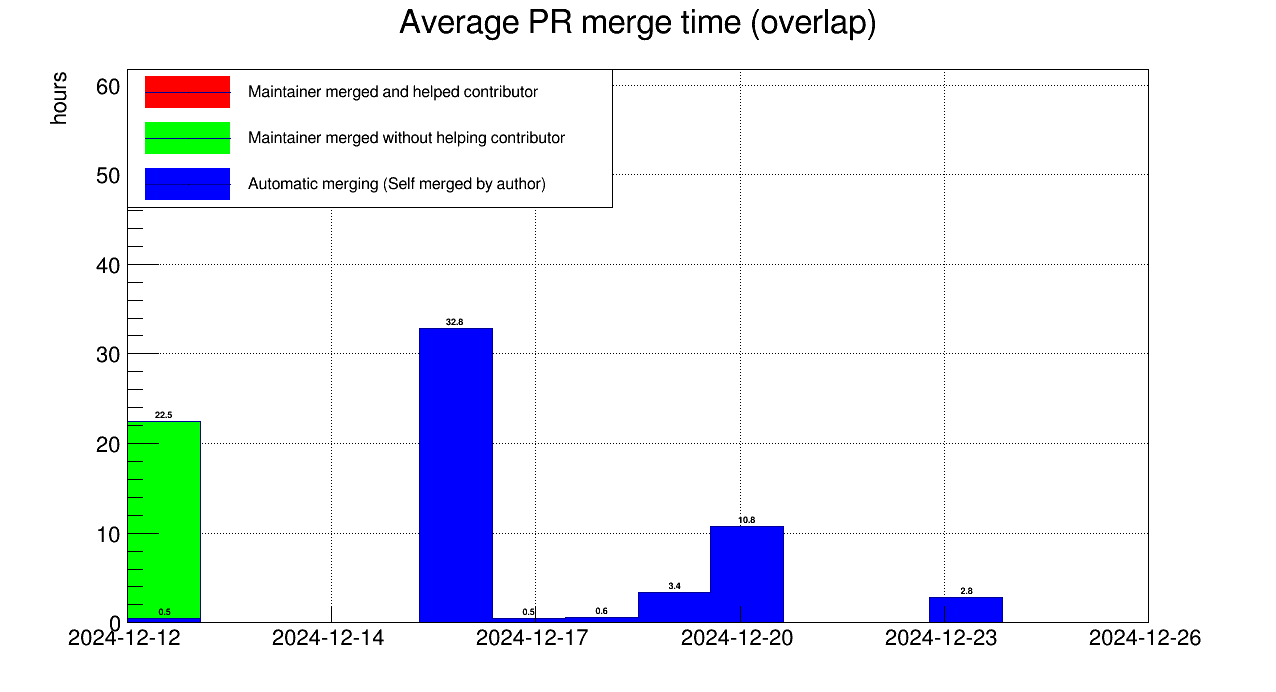 Average PR merge time (overlap)
hours
60
50
40
30
20
10
0
Maintainer merged and helped contributor
Maintainer merged without helping contributor
Automatic merging (Self merged by author)
22.5
0.5
32.8
0.5
0.6
3.4
10.8
2.8
2024-12-12 2024-12-14 2024-12-17 2024-12-20 2024-12-23 2024-12-26